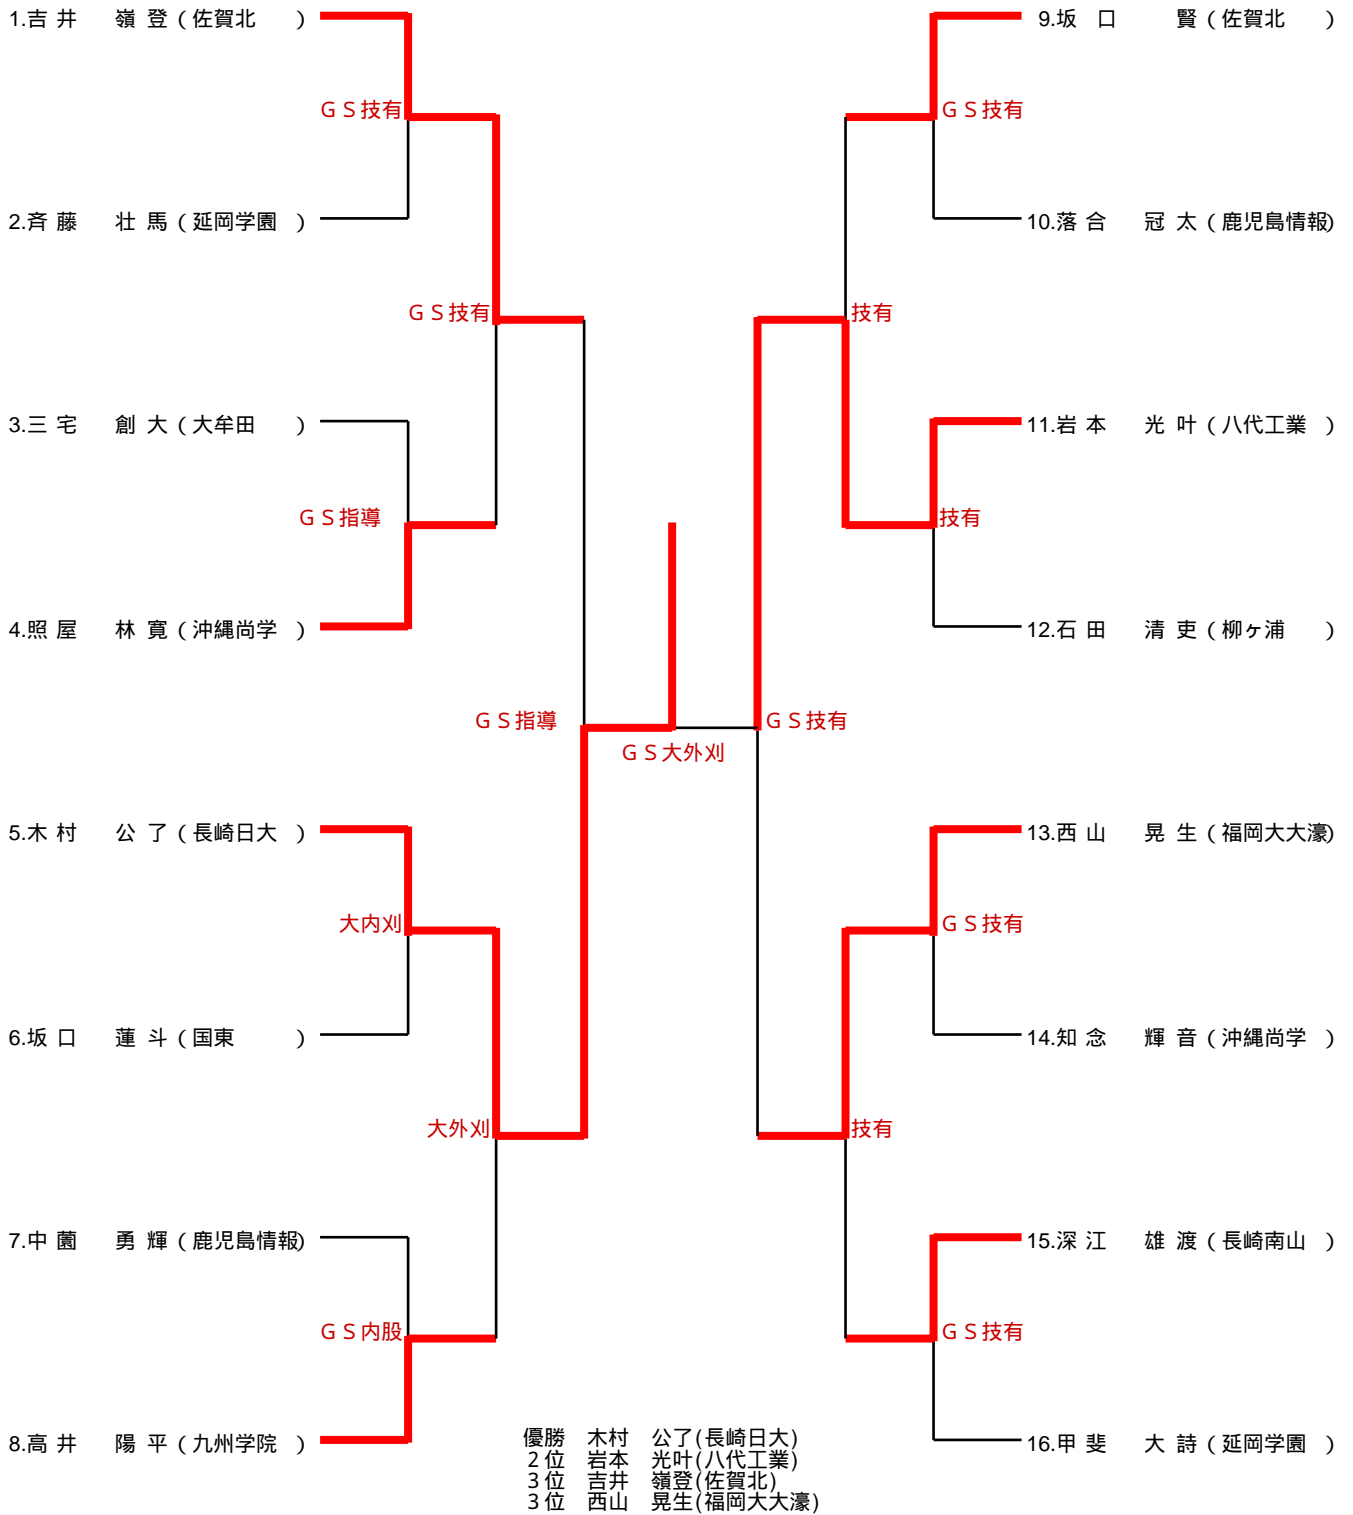 1.吉井 嶺登(佐賀北)
GS技有
2.斉藤 壮馬(延岡学園)
GS技有
3.三宅 創大(大牟田)
GS指導
4.照屋 林寛(沖縄尚学)
GS指導
GS大外刈
5.木村 公了(長崎日大)
大内刈
6.坂口 蓮斗(国東)
大外刈
7.中薗 勇輝(鹿児島情報)
GS内股
8.高井 陽平(九州学院)
9.坂口 賢(佐賀北)
GS技有
10.落合 冠太(鹿児島情報)
技有
11.岩本 光叶(八代工業)
技有
12.石田 清吏(柳ヶ浦)
GS技有
13.西山 晃生(福岡大大濠)
GS技有
14.知念 輝音(沖縄尚学)
技有
15.深江 雄渡(長崎南山)
GS技有
16.甲斐 大詩(延岡学園)
優勝 木村 公了(長崎日大)
2位 岩本 光叶(八代工業)
3位 吉井 嶺登(佐賀北)
3位 西山 晃生(福岡大大濠)